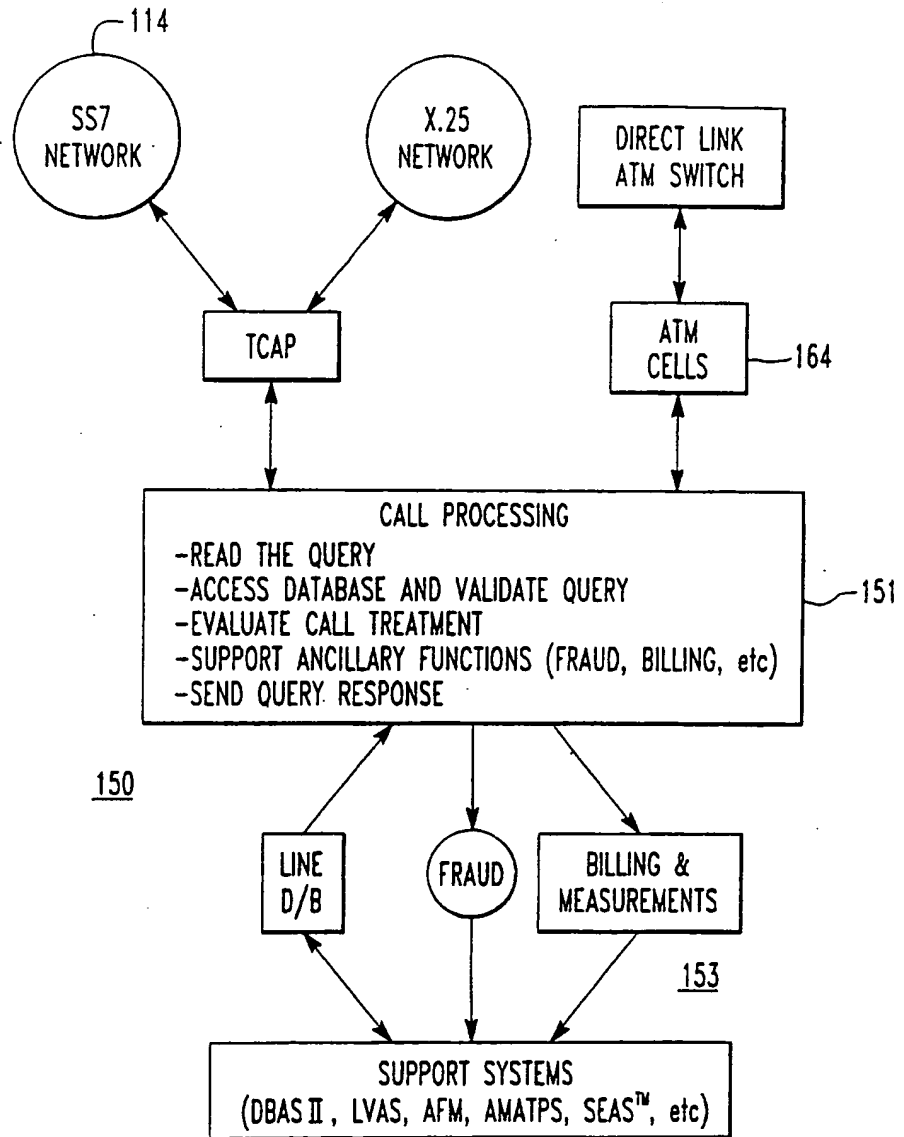 114
SS7
NETWORK
X.25
NETWORK
DIRECT LINK
ATM SWITCH
TCAP
ATM
CELLS
164
CALL PROCESSING
-READ THE QUERY
-ACCESS DATABASE AND VALIDATE QUERY
-EVALUATE CALL TREATMENT
-SUPPORT ANCILLARY FUNCTIONS (FRAUD, BILLING, etc)
-SEND QUERY RESPONSE
151
150
LINE
D/B
FRAUD
BILLING &
MEASUREMENTS
153
SUPPORT SYSTEMS
(DBAS II, LVAS, AFM, AMATPS, SEAS™, etc)